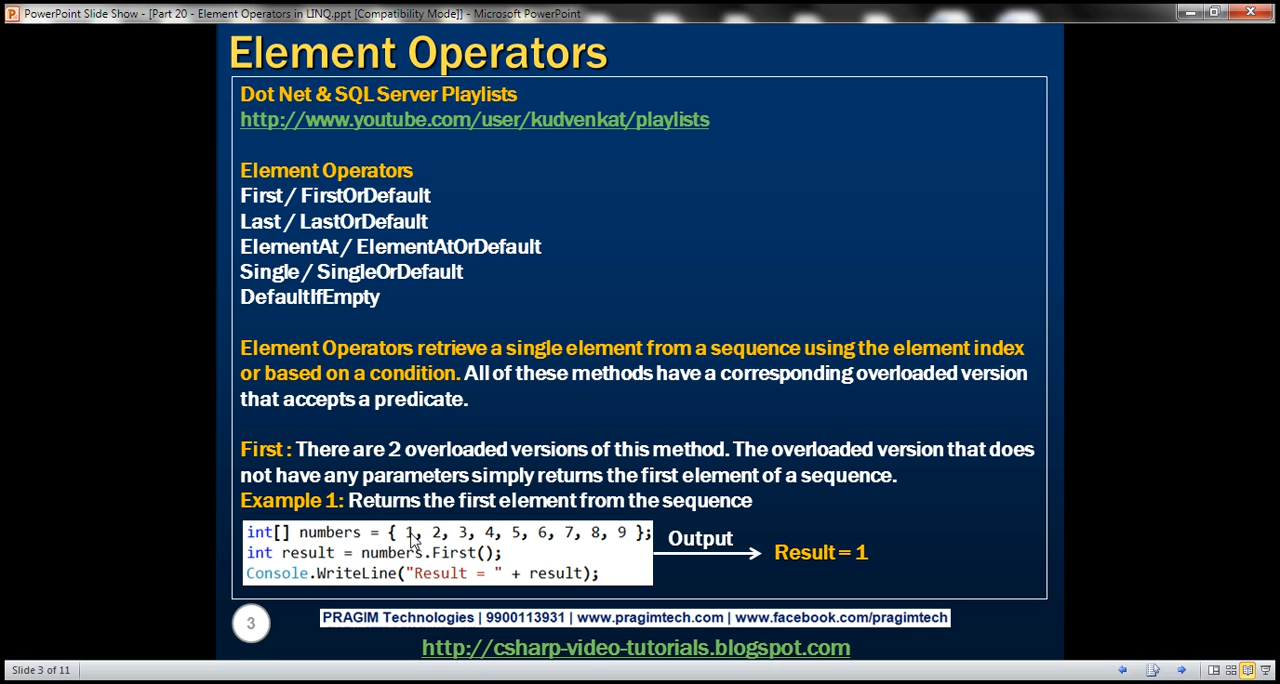 PowerPoint Slide Show - [Part 20 - Element Operators in LINQ.ppt [Compatibility Mode]] - Microsoft PowerPoint
Element Operators
Dot Net & SQL Server Playlists
http://www.youtube.com/user/kudvenkat/playlists
Element Operators
First / FirstOrDefault
Last / LastOrDefault
ElementAt / ElementAtOrDefault
Single / SingleOrDefault
DefaultIfEmpty
Element Operators retrieve a single element from a sequence using the element index
or based on a condition. All of these methods have a corresponding overloaded version
that accepts a predicate.
First : There are 2 overloaded versions of this method. The overloaded version that does
not have any parameters simply returns the first element of a sequence.
Example 1: Returns the first element from the sequence
int[] numbers = { 1, 2, 3, 4, 5, 6, 7, 8, 9 };
int result = numbers.First();
Console.WriteLine("Result = " + result);
Output
Result = 1
3
PRAGIM Technologies | 9900113931 | www.pragimtech.com | www.facebook.com/pragimtech
http://csharp-video-tutorials.blogspot.com
Slide 3 of 11